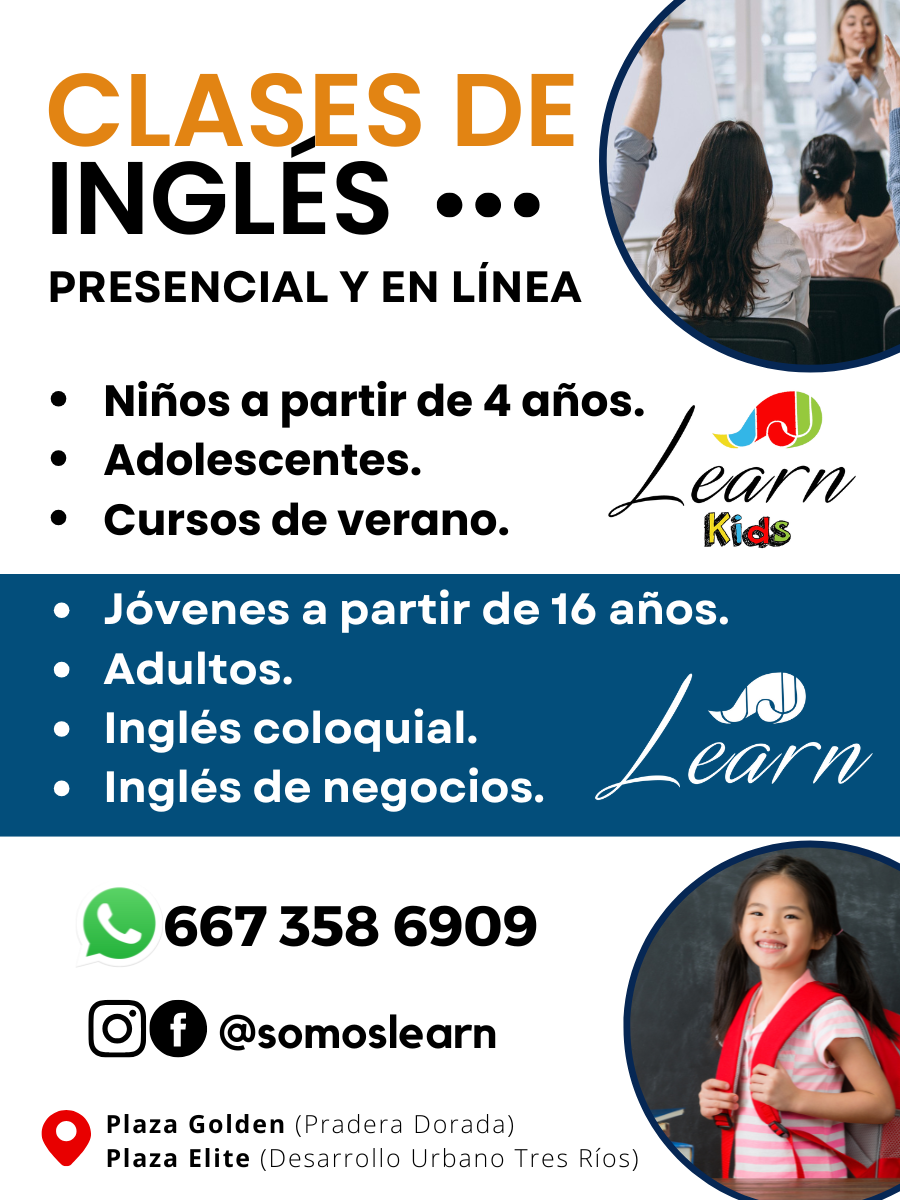 CLASES DE
INGLÉS •••
PRESENCIAL Y EN LÍNEA
• Niños a partir de 4 años.
• Adolescentes.
• Cursos de verano.
Learn
Kids
• Jóvenes a partir de 16 años.
• Adultos.
• Inglés coloquial.
• Inglés de negocios.
Learn
667 358 6909
@somoslearn
Plaza Golden (Pradera Dorada)
Plaza Elite (Desarrollo Urbano Tres Ríos)